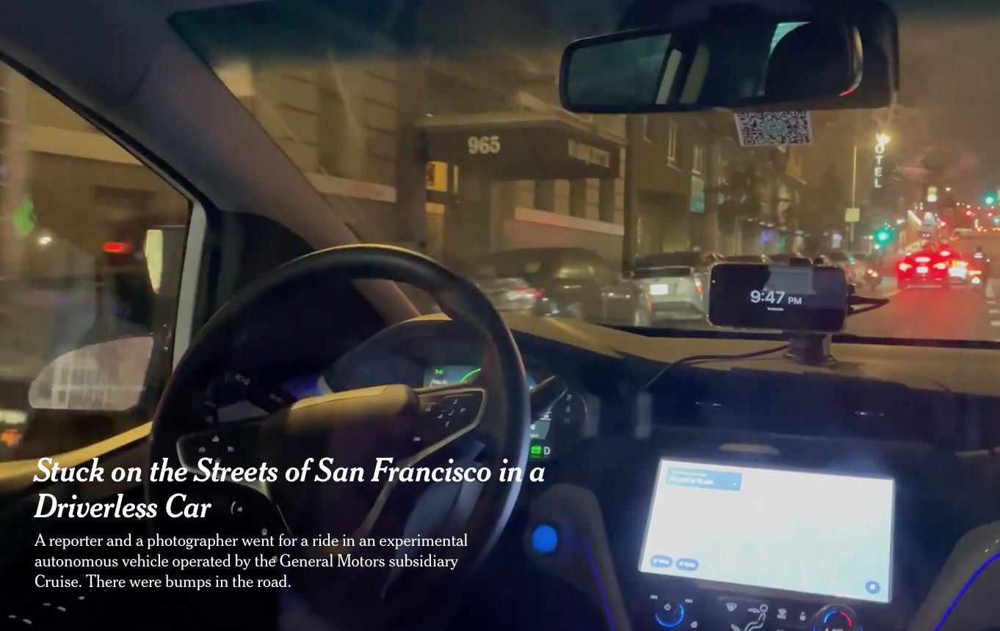 965
OTEL
9:47 PM
D
Stuck on the Streets of San Francisco in a
Driverless Car
A reporter and a photographer went for a ride in an experimental
autonomous vehicle operated by the General Motors subsidiary
Cruise. There were bumps in the road.